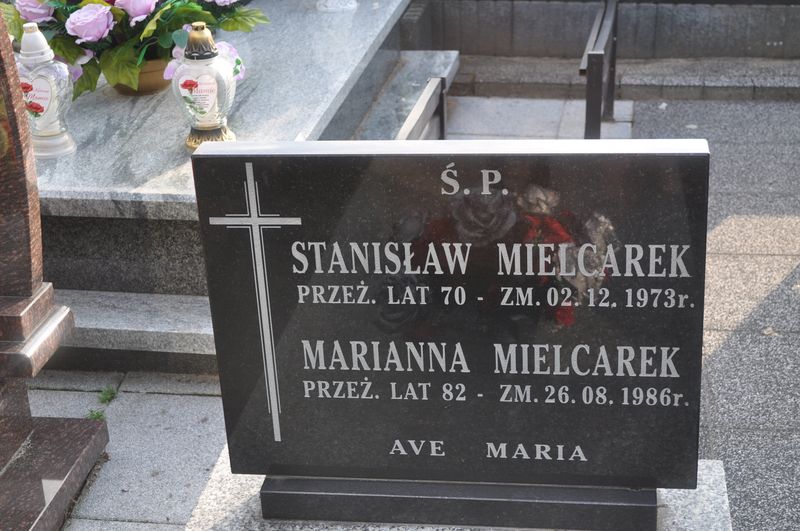 Ś. P.
STANISŁAW MIELCAREK
PRZEŻ. LAT 70 - ZM. 02. 12. 1973r.
MARIANNA MIELCAREK
PRZEŻ. LAT 82 - ZM. 26. 08. 1986r.
AVE MARIA